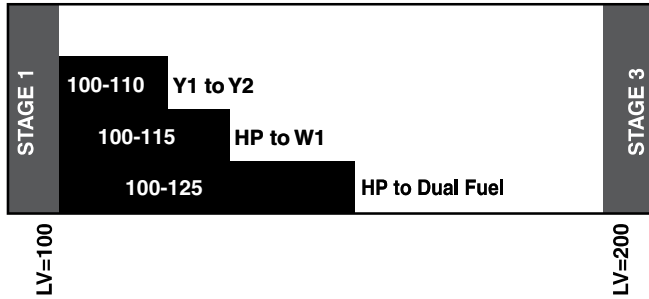 STAGE 1
100-110 Y1 to Y2
100-115 HP to W1
100-125 HP to Dual Fuel
STAGE 3
LV=100
LV=200